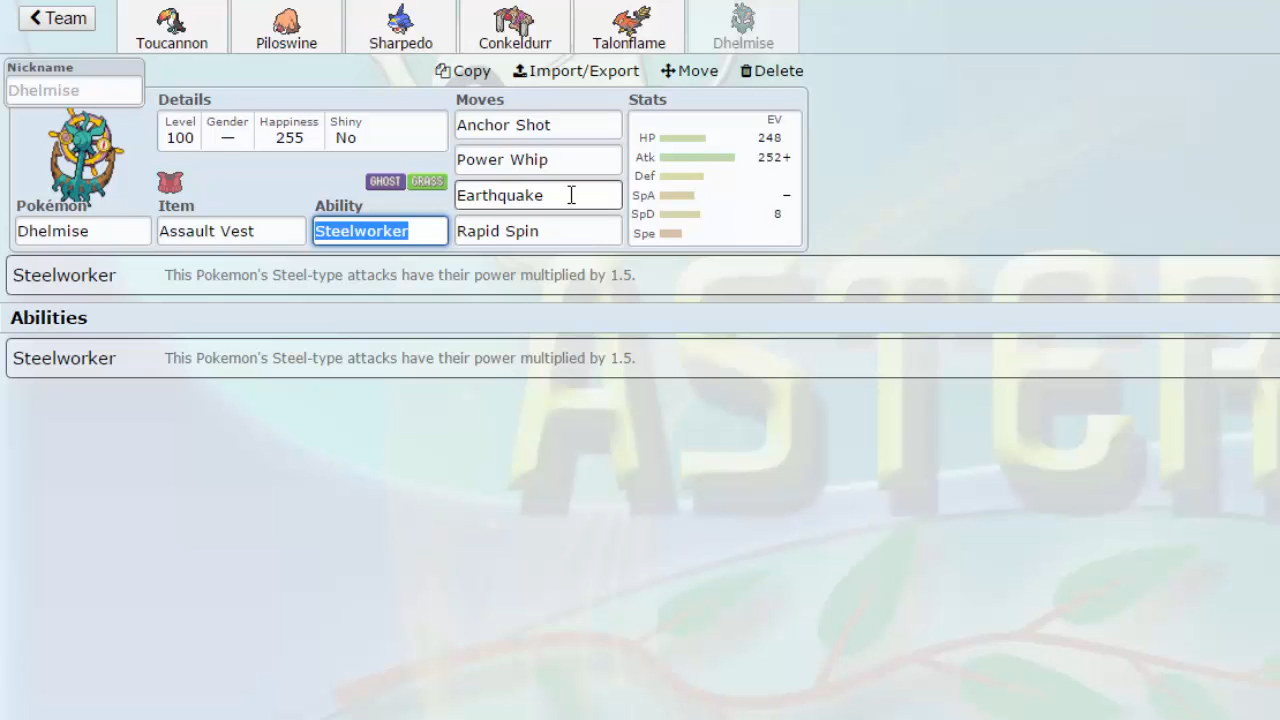 Team
Toucannon
Piloswine
Sharpedo
Conkeldurr
Talonflame
Dhelmise
Nickname
Dhelmise
Copy
Import/Export
Move
Delete
Details
Level Gender Happiness Shiny
100 — 255 No
GHOST GRASS
Pokémon
Dhelmise
Item
Assault Vest
Ability
Steelworker
Moves
Anchor Shot
Power Whip
Earthquake
Rapid Spin
Stats
EV
HP 248
Atk 252+
Def
SpA –
SpD 8
Spe
Steelworker This Pokemon's Steel-type attacks have their power multiplied by 1.5.
Abilities
Steelworker This Pokemon's Steel-type attacks have their power multiplied by 1.5.